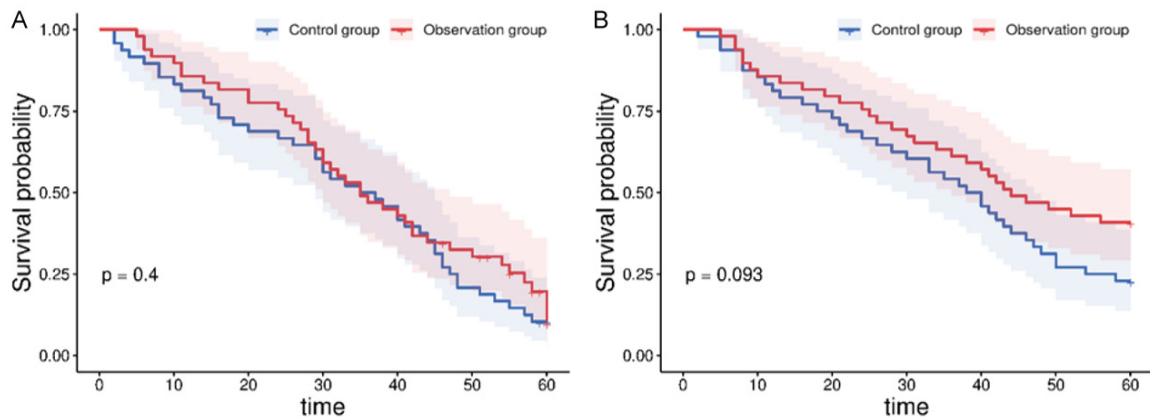 A
Control group
Observation group
Survival probability
1.00
0.75
0.50
0.25
0.00
p = 0.4
0
10
20
30
40
50
60
time
B
Control group
Observation group
Survival probability
1.00
0.75
0.50
0.25
0.00
p = 0.093
0
10
20
30
40
50
60
time